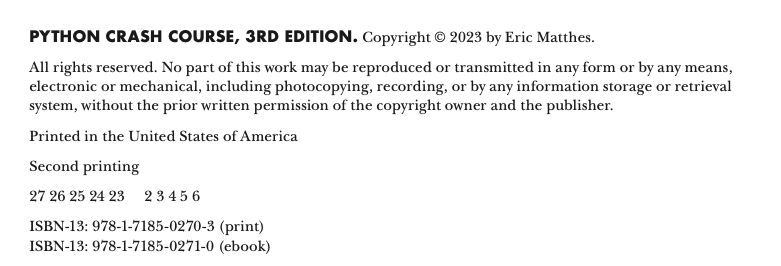 PYTHON CRASH COURSE, 3RD EDITION. Copyright © 2023 by Eric Matthes.
All rights reserved. No part of this work may be reproduced or transmitted in any form or by any means,
electronic or mechanical, including photocopying, recording, or by any information storage or retrieval
system, without the prior written permission of the copyright owner and the publisher.
Printed in the United States of America
Second printing
27 26 25 24 23 2 3 4 5 6
ISBN-13: 978-1-7185-0270-3 (print)
ISBN-13: 978-1-7185-0271-0 (ebook)